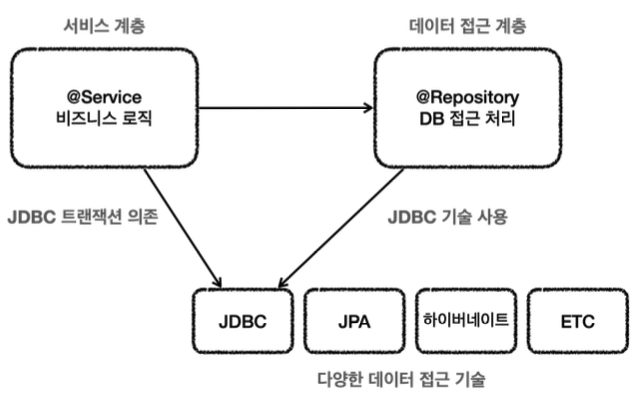 서비스 계층
데이터 접근 계층
@Service
비즈니스 로직
@Repository
DB 접근 처리
JDBC 트랜잭션 의존
JDBC 기술 사용
JDBC
JPA
하이버네이트
ETC
다양한 데이터 접근 기술